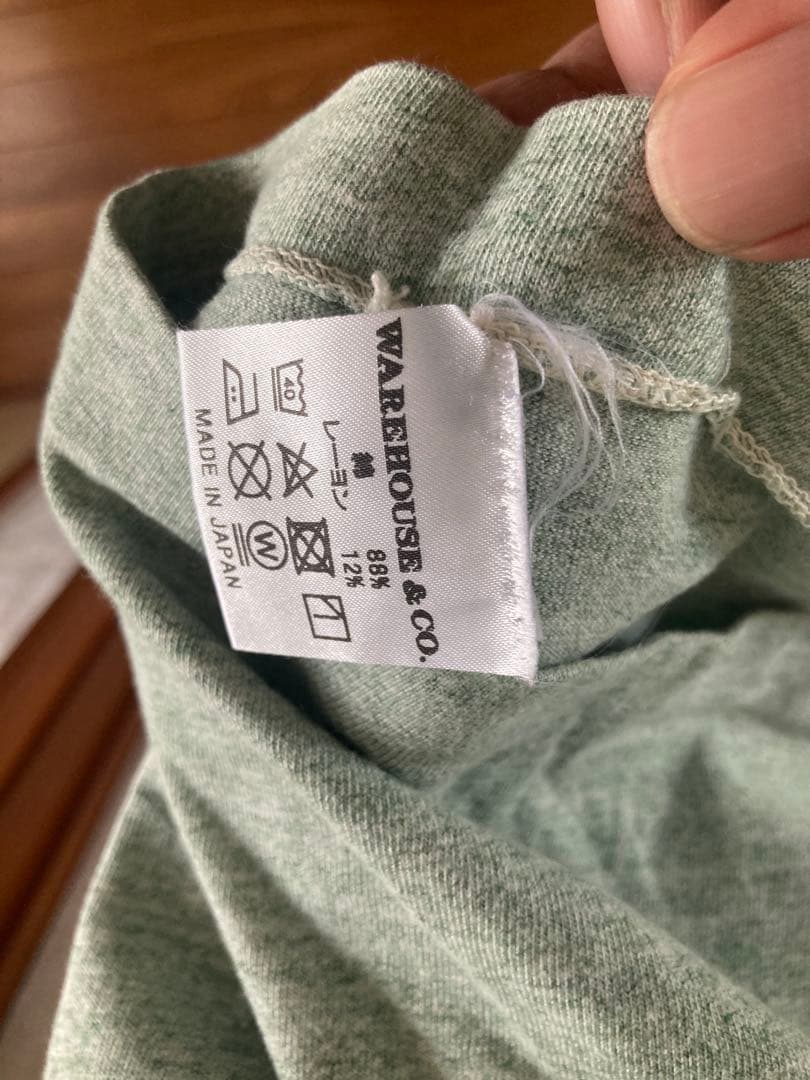 WAREHOUSE & CO.
綿 88%
レーヨン 12%
40
W
MADE IN JAPAN